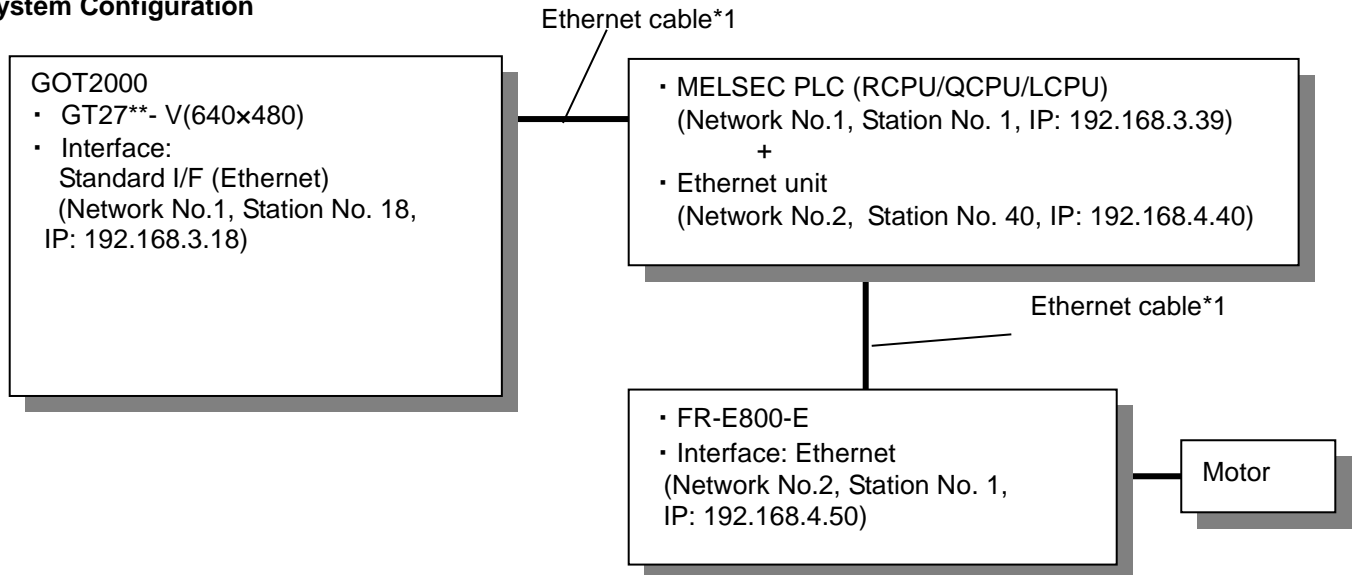 ystem Configuration
Ethernet cable*1
GOT2000
・ GT27**- V(640×480)
・ Interface:
Standard I/F (Ethernet)
(Network No.1, Station No. 18,
IP: 192.168.3.18)
・MELSEC PLC (RCPU/QCPU/LCPU)
(Network No.1, Station No. 1, IP: 192.168.3.39)
+
・Ethernet unit
(Network No.2, Station No. 40, IP: 192.168.4.40)
Ethernet cable*1
・FR-E800-E
・Interface: Ethernet
(Network No.2, Station No. 1,
IP: 192.168.4.50)
Motor